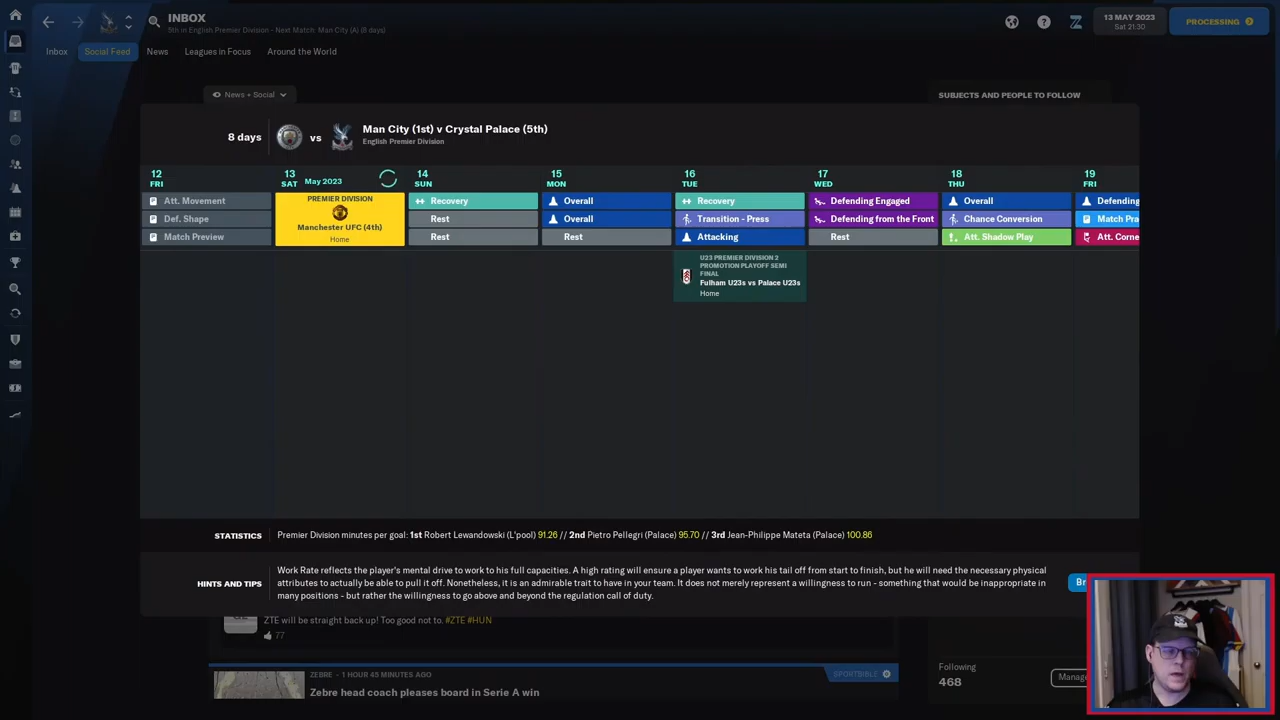 INBOX
5th in English Premier Division - Next Match: Man City (A) (8 days)
13 MAY 2023
Sat 21:30
PROCESSING
Inbox
Social Feed
News
Leagues in Focus
Around the World
News + Social
SUBJECTS AND PEOPLE TO FOLLOW
8 days
vs
Man City (1st) v Crystal Palace (5th)
English Premier Division
12
FRI
13
SAT
May 2023
14
SUN
15
MON
16
TUE
17
WED
18
THU
19
FRI
Att. Movement
Def. Shape
Match Preview
PREMIER DIVISION
Manchester UFC (4th)
Home
Recovery
Rest
Rest
Overall
Overall
Rest
Recovery
Transition - Press
Attacking
Defending Engaged
Defending from the Front
Rest
Overall
Chance Conversion
Att. Shadow Play
Defending
Match Pra
Att. Corne
U23 PREMIER DIVISION 2
PROMOTION PLAYOFF SEMI
FINAL
Fulham U23s vs Palace U23s
Home
STATISTICS
Premier Division minutes per goal: 1st Robert Lewandowski (L'pool) 91.26 // 2nd Pietro Pellegri (Palace) 95.70 // 3rd Jean-Philippe Mateta (Palace) 100.86
HINTS AND TIPS
Work Rate reflects the player's mental drive to work to his full capacities. A high rating will ensure a player wants to work his tail off from start to finish, but he will need the necessary physical
attributes to actually be able to pull it off. Nonetheless, it is an admirable trait to have in your team. It does not merely represent a willingness to run - something that would be inappropriate in
many positions - but rather the willingness to go above and beyond the regulation call of duty.
Br
ZTE will be straight back up! Too good not to. #ZTE #HUN
77
ZEBRE - 1 HOUR 45 MINUTES AGO
SPORTBIBLE
Zebre head coach pleases board in Serie A win
Following
468
Manage